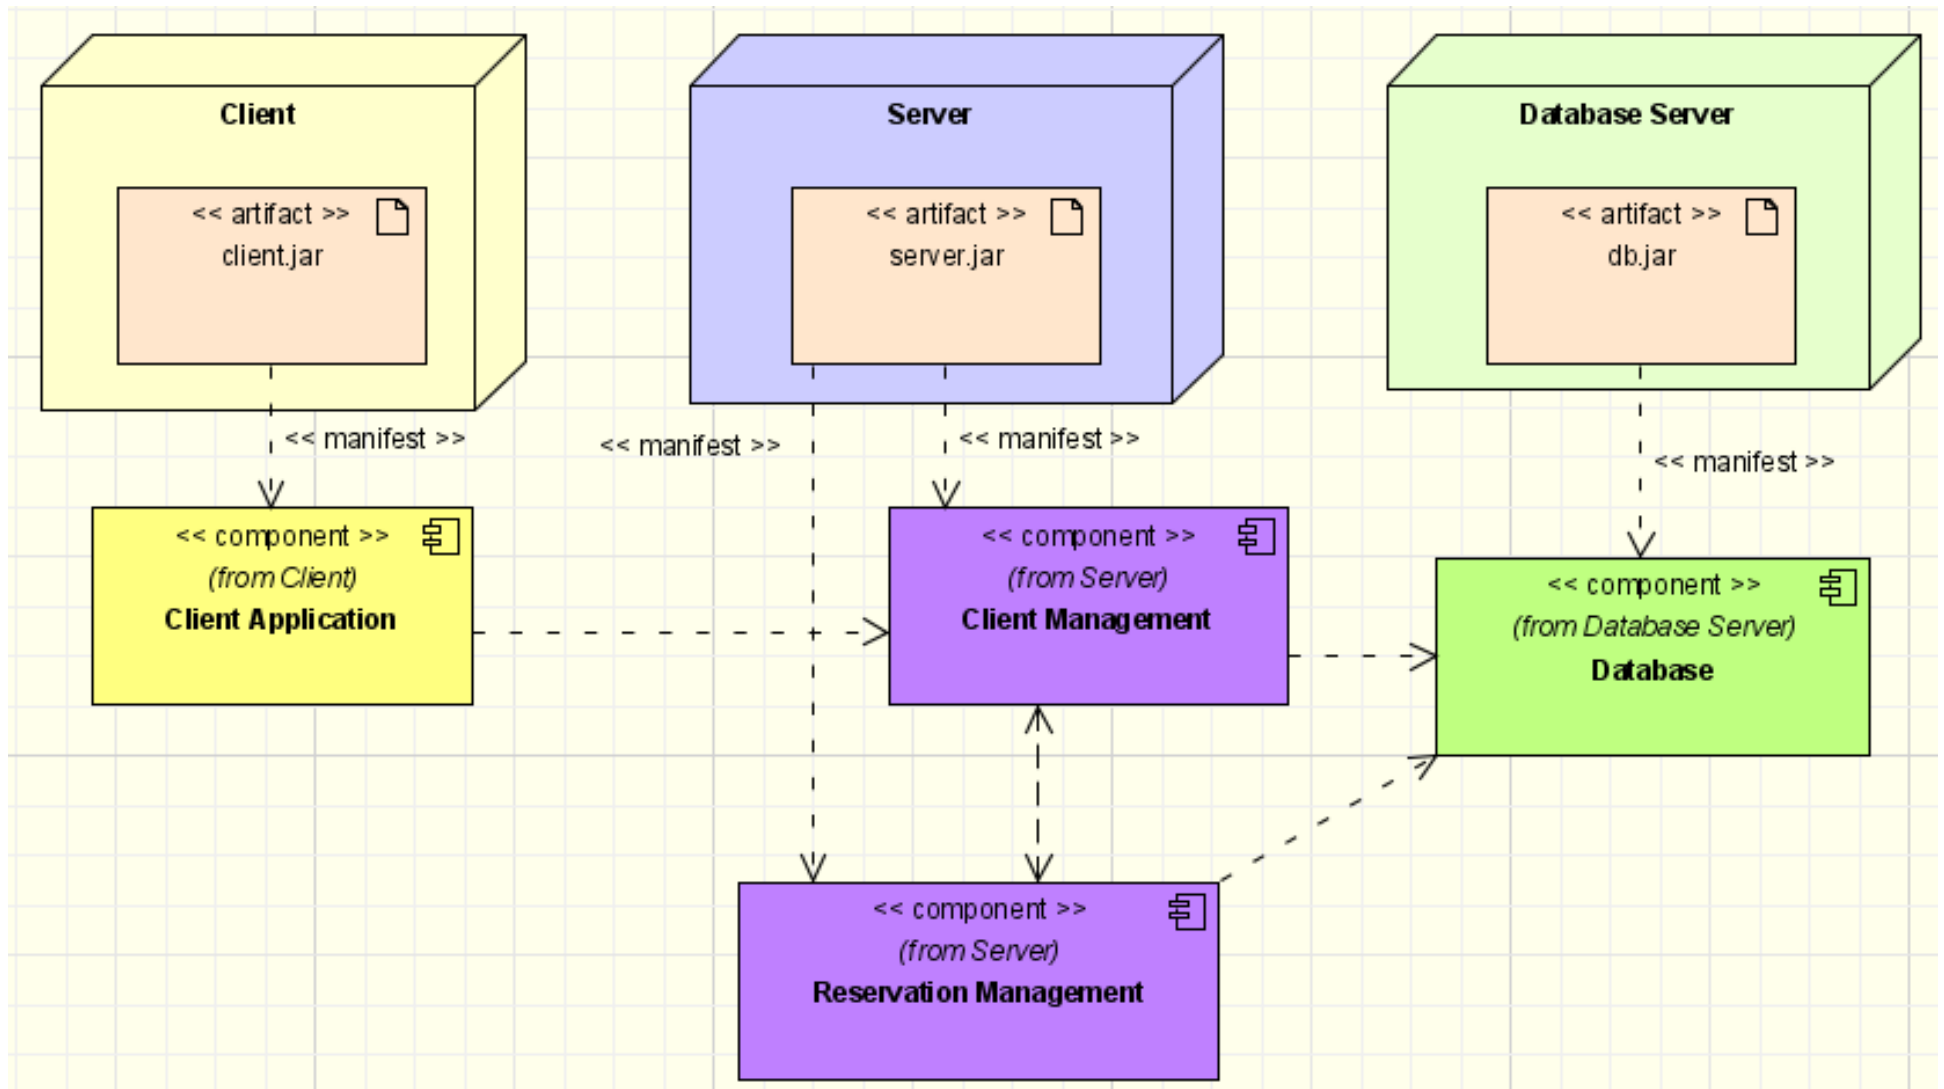 Client
<< artifact >>
client.jar
Server
<< artifact >>
server.jar
Database Server
<< artifact >>
db.jar
<< manifest >>
<< manifest >>
<< manifest >>
<< manifest >>
<< component >>
(from Client)
Client Application
<< component >>
(from Server)
Client Management
<< component >>
(from Database Server)
Database
<< component >>
(from Server)
Reservation Management